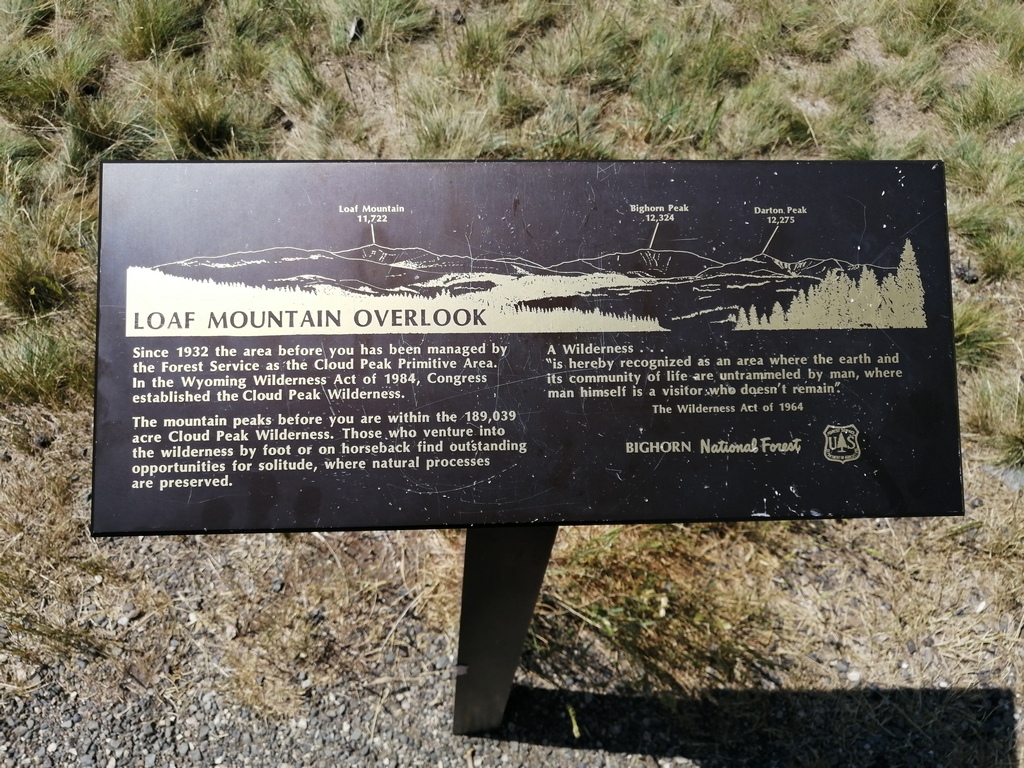 Loaf Mountain
11,722
Bighorn Peak
12,324
Darton Peak
12,275
LOAF MOUNTAIN OVERLOOK
Since 1932 the area before you has been managed by
the Forest Service as the Cloud Peak Primitive Area.
In the Wyoming Wilderness Act of 1984, Congress
established the Cloud Peak Wilderness.
The mountain peaks before you are within the 189,039
acre Cloud Peak Wilderness. Those who venture into
the wilderness by foot or on horseback find outstanding
opportunities for solitude, where natural processes
are preserved.
A Wilderness . . . .
"is hereby recognized as an area where the earth and
its community of life are untrammeled by man, where
man himself is a visitor who doesn't remain".
The Wilderness Act of 1964
BIGHORN National Forest
UAS